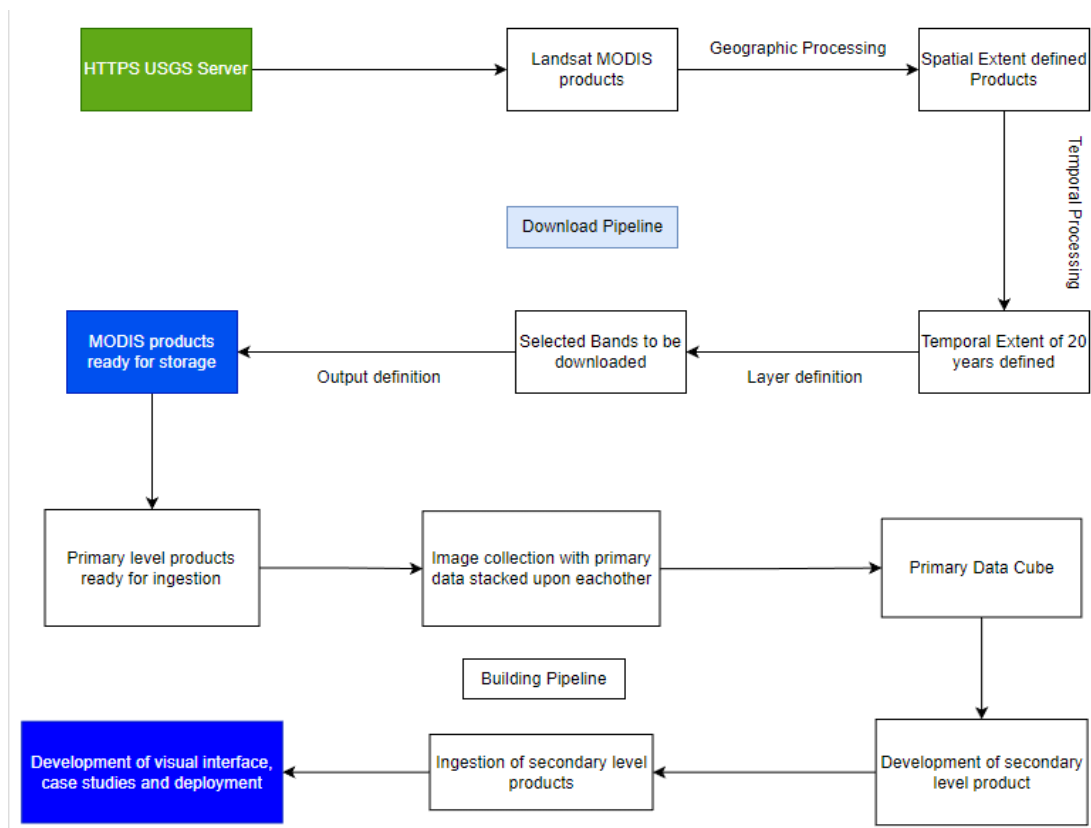 HTTPS USGS Server
Landsat MODIS
products
Geographic Processing
Spatial Extent defined
Products
Temporal Processing
Download Pipeline
MODIS products
ready for storage
Output definition
Selected Bands to be
downloaded
Layer definition
Temporal Extent of 20
years defined
Primary level products
ready for ingestion
Image collection with primary
data stacked upon eachother
Primary Data Cube
Building Pipeline
Development of visual interface,
case studies and deployment
Ingestion of secondary level
products
Development of secondary
level product